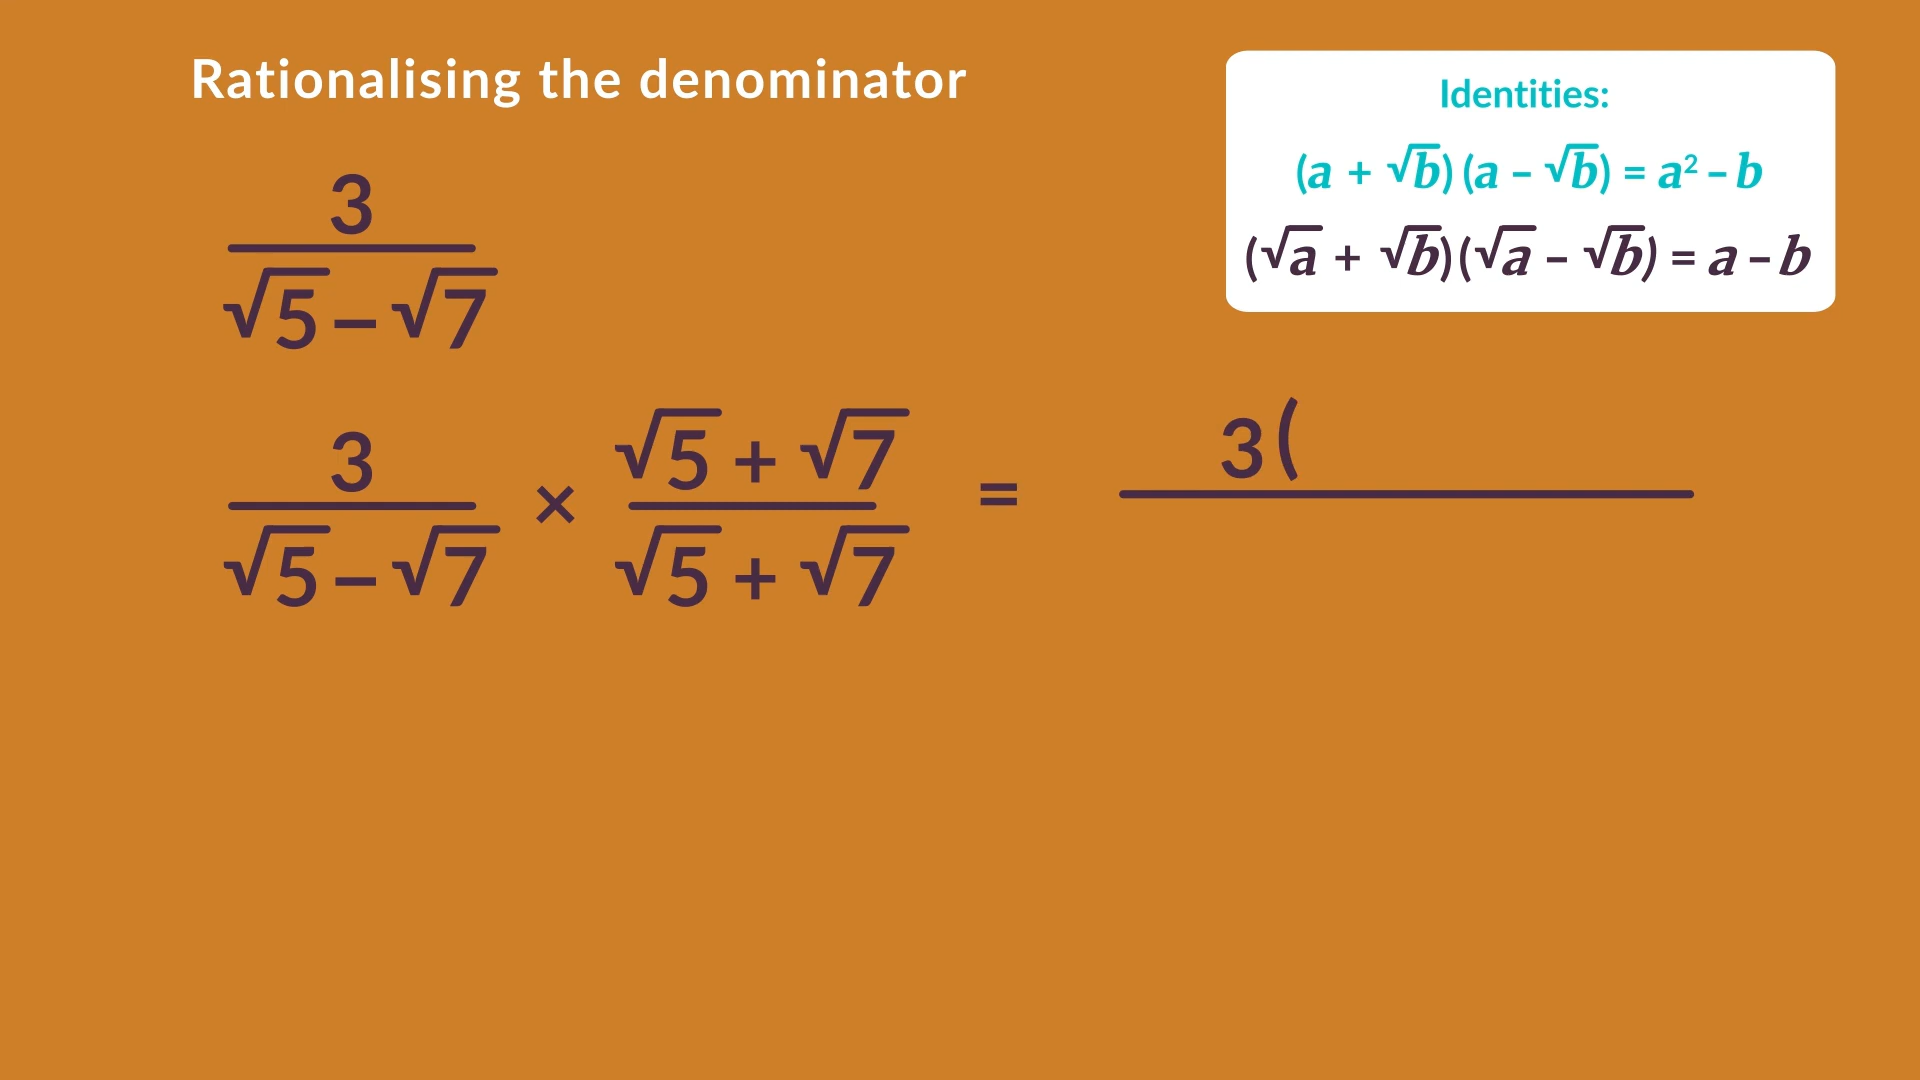 Rationalising the denominator
Identities:
(a + √b)(a – √b) = a² – b
(√a + √b)(√a – √b) = a – b
3
√5 – √7
3 × √5 + √7 = 3(
√5 – √7 √5 + √7